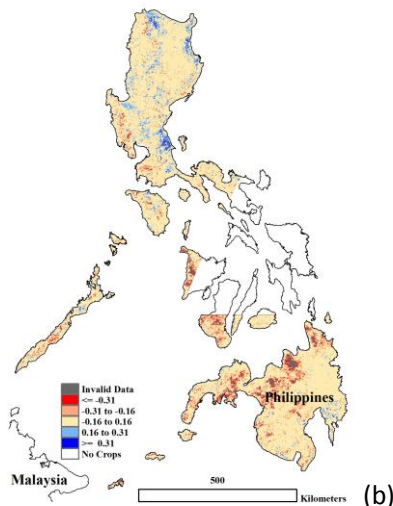 Invalid Data
<= -0.31
-0.31 to -0.16
-0.16 to 0.16
0.16 to 0.31
>= 0.31
No Crops
Philippines
Malaysia
500
Kilometers
(b)